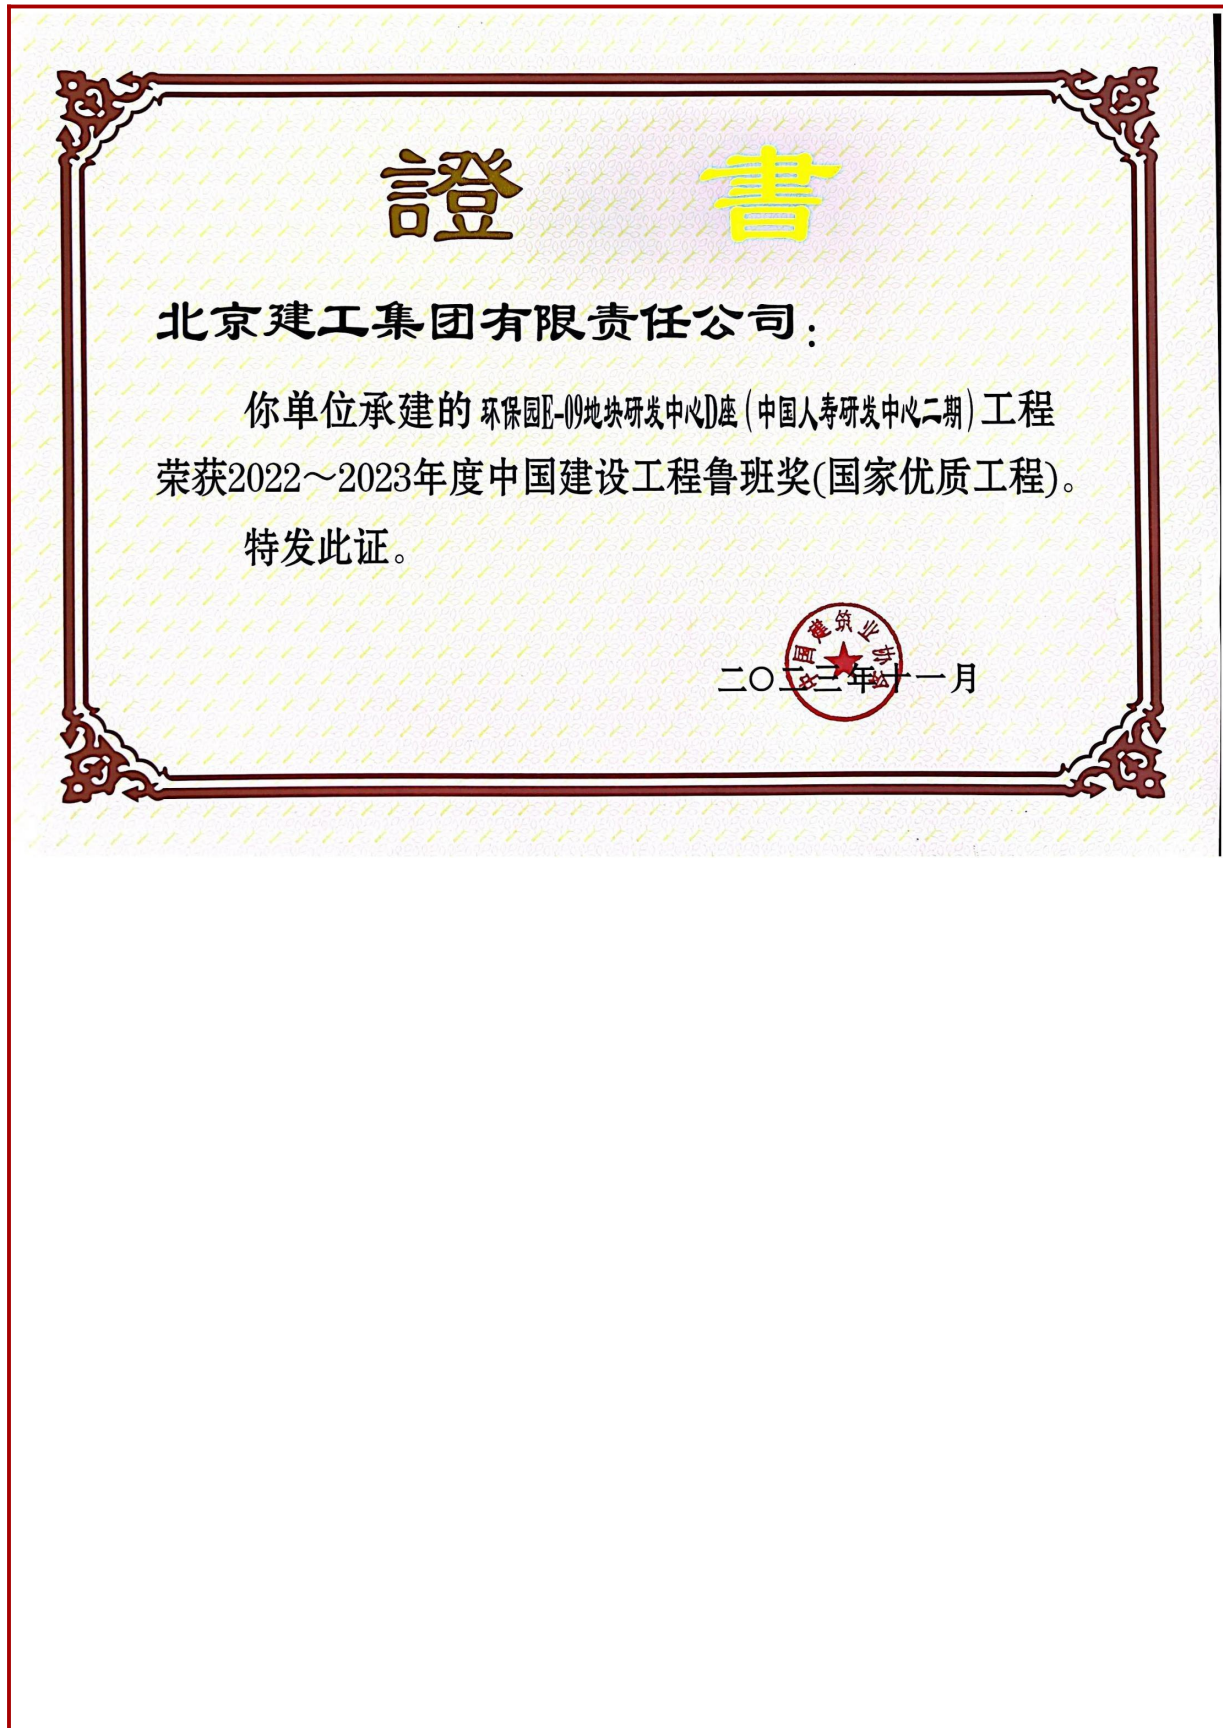 證書
北京建工集团有限责任公司：
你单位承建的 环保园E-09地块研发中心D座(中国人寿研发中心二期)工程
荣获2022～2023年度中国建设工程鲁班奖(国家优质工程)。
特发此证。
中国建筑业协会
二〇二三年十一月